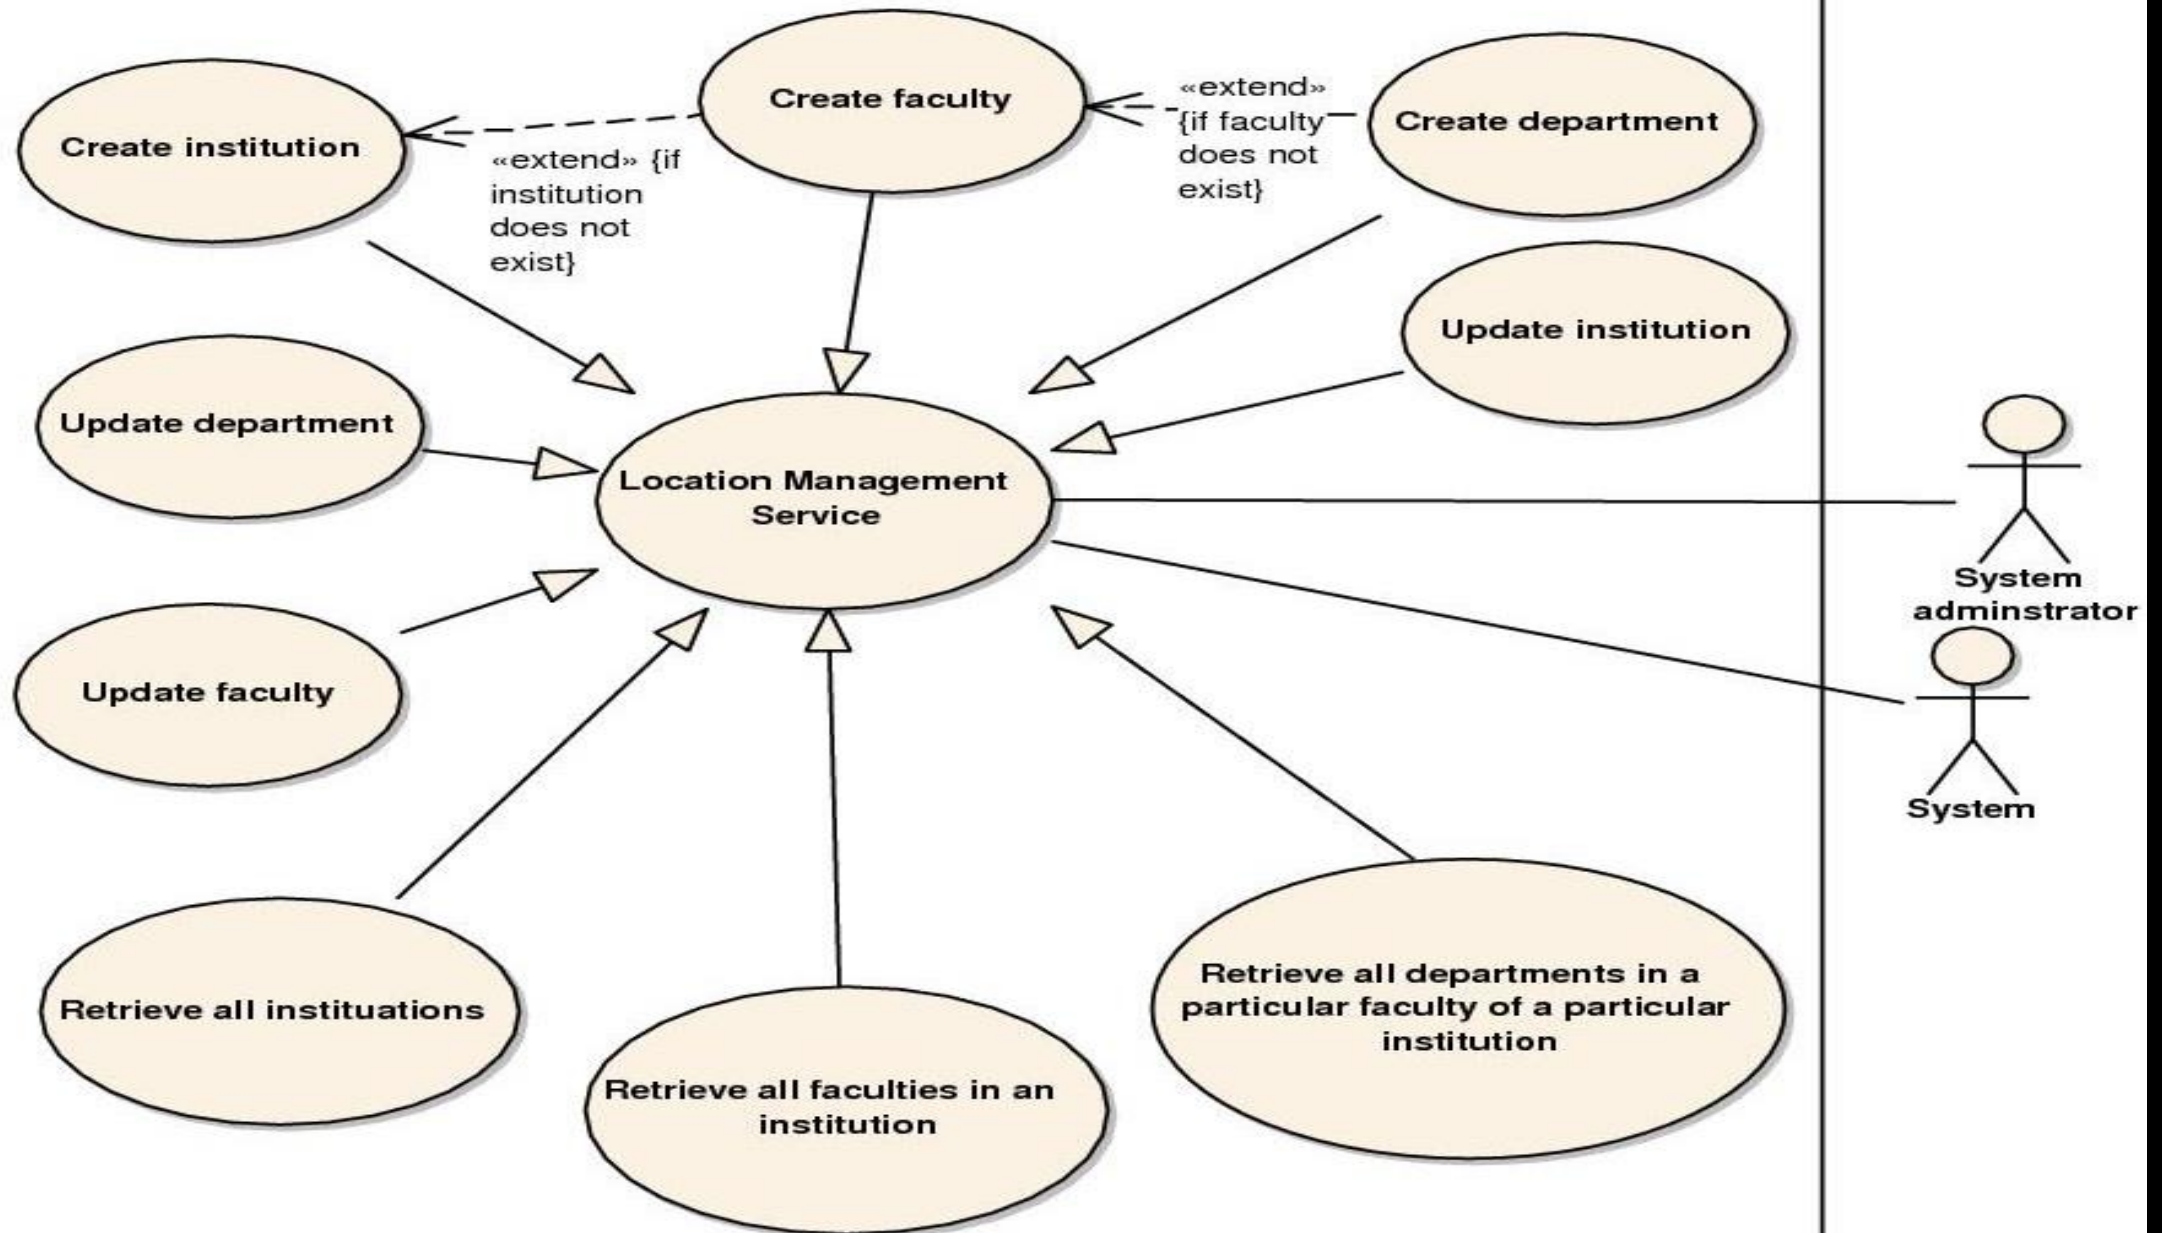 Create institution
Create faculty
Create department
«extend» {if
institution
does not
exist}
«extend»
{if faculty
does not
exist}
Update institution
Update department
Location Management
Service
System
adminstrator
Update faculty
System
Retrieve all instituations
Retrieve all faculties in an
institution
Retrieve all departments in a
particular faculty of a particular
institution